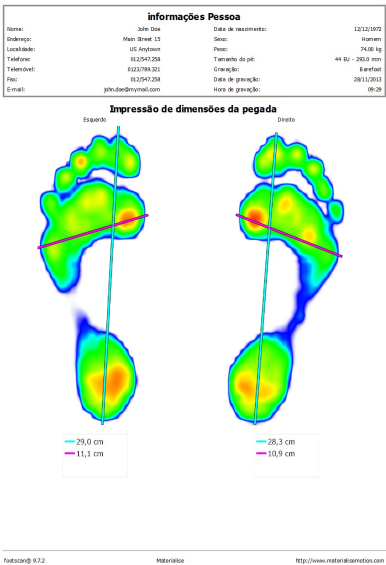 informações Pessoa
Nome: John Doe Data de nascimento: 12/12/1972
Endereço: Main Street 15 Sexo: Homem
Localidade: US Anytown Peso: 74.00 kg
Telefone: 012/547.258 Tamanho do pé: 44 EU - 293.0 mm
Telemóvel: 0123/789.321 Gravação: Barefoot
Fax: 012/547.258 Data de gravação: 28/11/2013
E-mail: john.doe@mymail.com Hora de gravação: 09:29
Impressão de dimensões da pegada
Esquerdo Direito
29,0 cm 28,3 cm
11,1 cm 10,9 cm
footscan® 9.7.2 Materialise http://www.materialisemotion.com